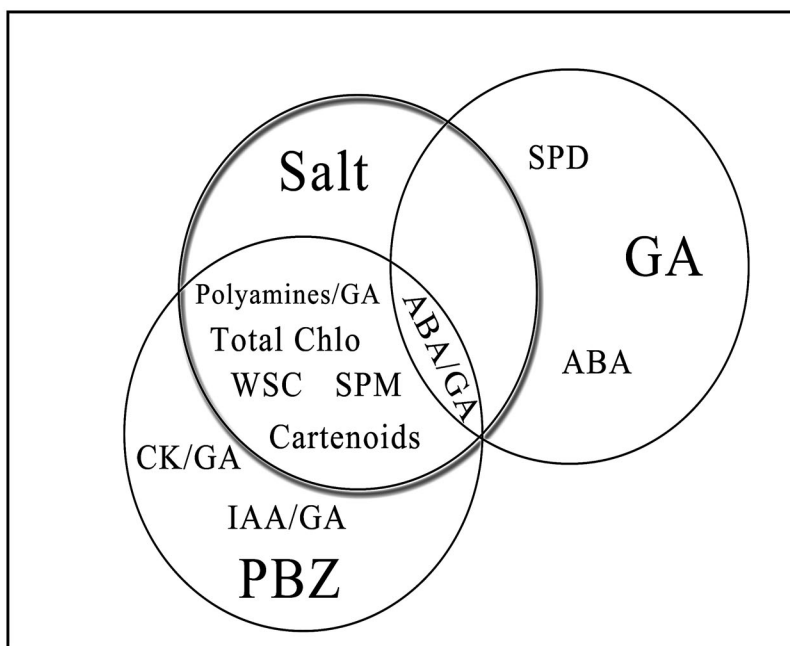 SPD
Salt
GA
Polyamines/GA
ABA/GA
Total Chlo
ABA
WSC SPM
Cartenoids
CK/GA
IAA/GA
PBZ